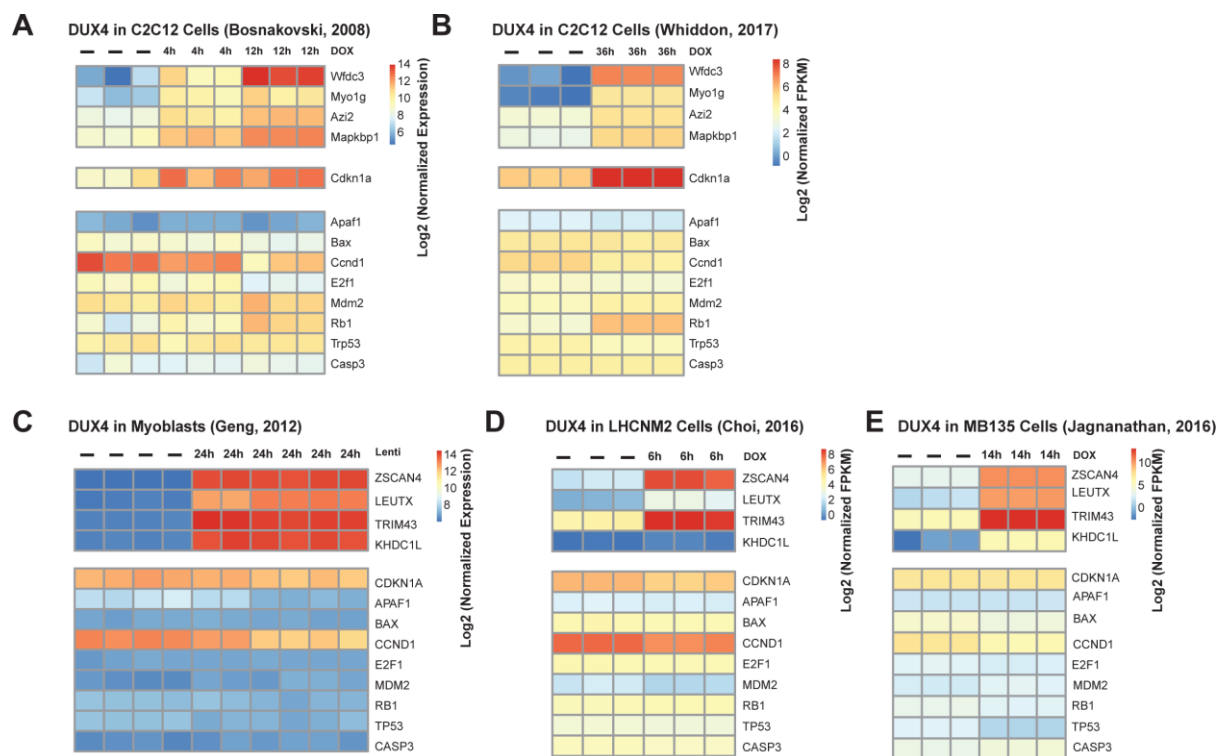 A
DUX4 in C2C12 Cells (Bosnakovski, 2008)
— — — 4h 4h 4h 12h 12h 12h DOX
Wfdc3
Myo1g
Azi2
Mapkbp1
Cdkn1a
Apaf1
Bax
Ccnd1
E2f1
Mdm2
Rb1
Trp53
Casp3
14
12
10
8
6
Log2 (Normalized Expression)
B
DUX4 in C2C12 Cells (Whiddon, 2017)
— — — 36h 36h 36h DOX
Wfdc3
Myo1g
Azi2
Mapkbp1
Cdkn1a
Apaf1
Bax
Ccnd1
E2f1
Mdm2
Rb1
Trp53
Casp3
8
6
4
2
0
Log2 (Normalized FPKM)
C
DUX4 in Myoblasts (Geng, 2012)
— — — — 24h 24h 24h 24h 24h 24h Lenti
ZSCAN4
LEUTX
TRIM43
KHDC1L
CDKN1A
APAF1
BAX
CCND1
E2F1
MDM2
RB1
TP53
CASP3
14
12
10
8
Log2 (Normalized Expression)
D
DUX4 in LHCNM2 Cells (Choi, 2016)
— — — 6h 6h 6h DOX
ZSCAN4
LEUTX
TRIM43
KHDC1L
CDKN1A
APAF1
BAX
CCND1
E2F1
MDM2
RB1
TP53
CASP3
8
6
4
2
0
Log2 (Normalized FPKM)
E
DUX4 in MB135 Cells (Jagnanathan, 2016)
— — — 14h 14h 14h DOX
ZSCAN4
LEUTX
TRIM43
KHDC1L
CDKN1A
APAF1
BAX
CCND1
E2F1
MDM2
RB1
TP53
CASP3
10
5
0
Log2 (Normalized FPKM)